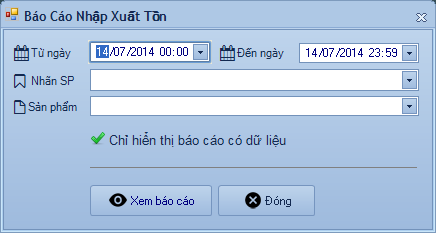 Báo Cáo Nhập Xuất Tồn
Từ ngày 14/07/2014 00:00 Đến ngày 14/07/2014 23:59
Nhãn SP
Sản phẩm
Chỉ hiển thị báo cáo có dữ liệu
Xem báo cáo Đóng